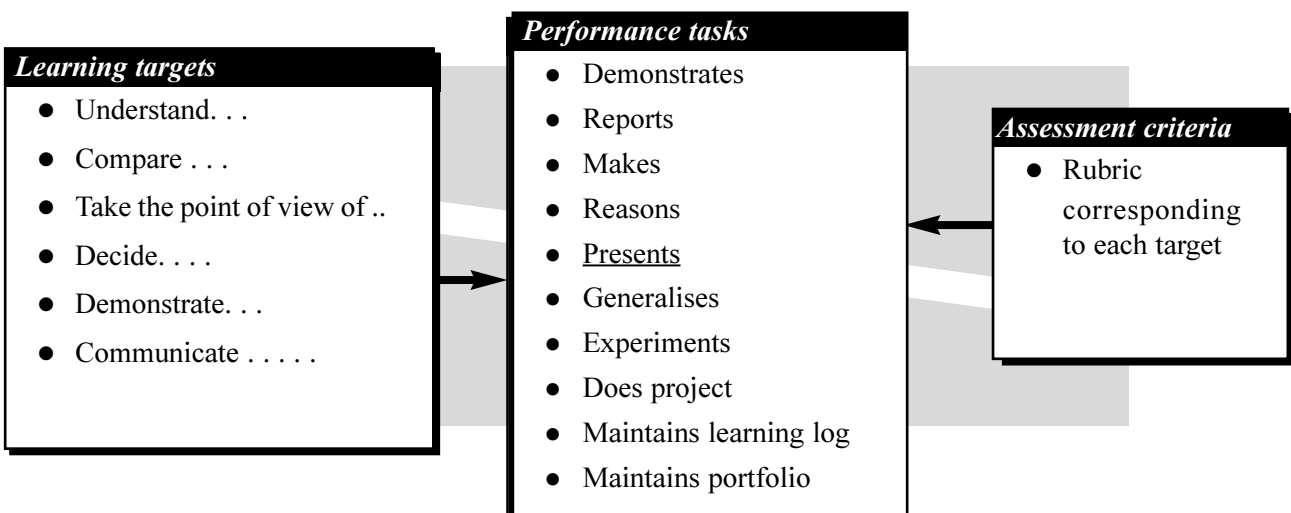 Learning targets
● Understand. . .
● Compare . . .
● Take the point of view of ..
● Decide. . . .
● Demonstrate. . .
● Communicate . . . . .
Performance tasks
● Demonstrates
● Reports
● Makes
● Reasons
● Presents
● Generalises
● Experiments
● Does project
● Maintains learning log
● Maintains portfolio
Assessment criteria
● Rubric
corresponding
to each target